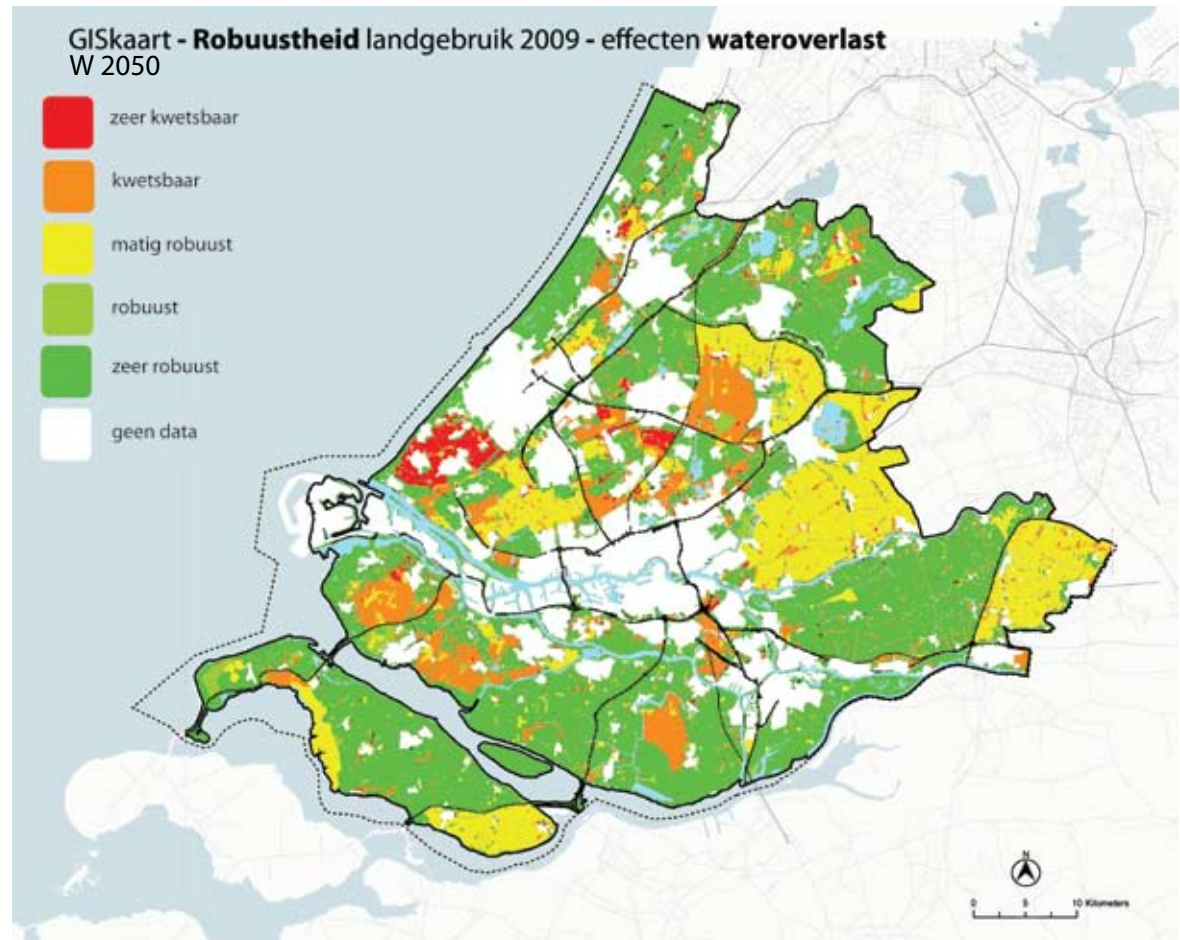 GISkaart - Robuustheid landgebruik 2009 - effecten wateroverlast
W 2050
zeer kwetsbaar
kwetsbaar
matig robuust
robuust
zeer robuust
geen data
N
0 5 10 Kilometers